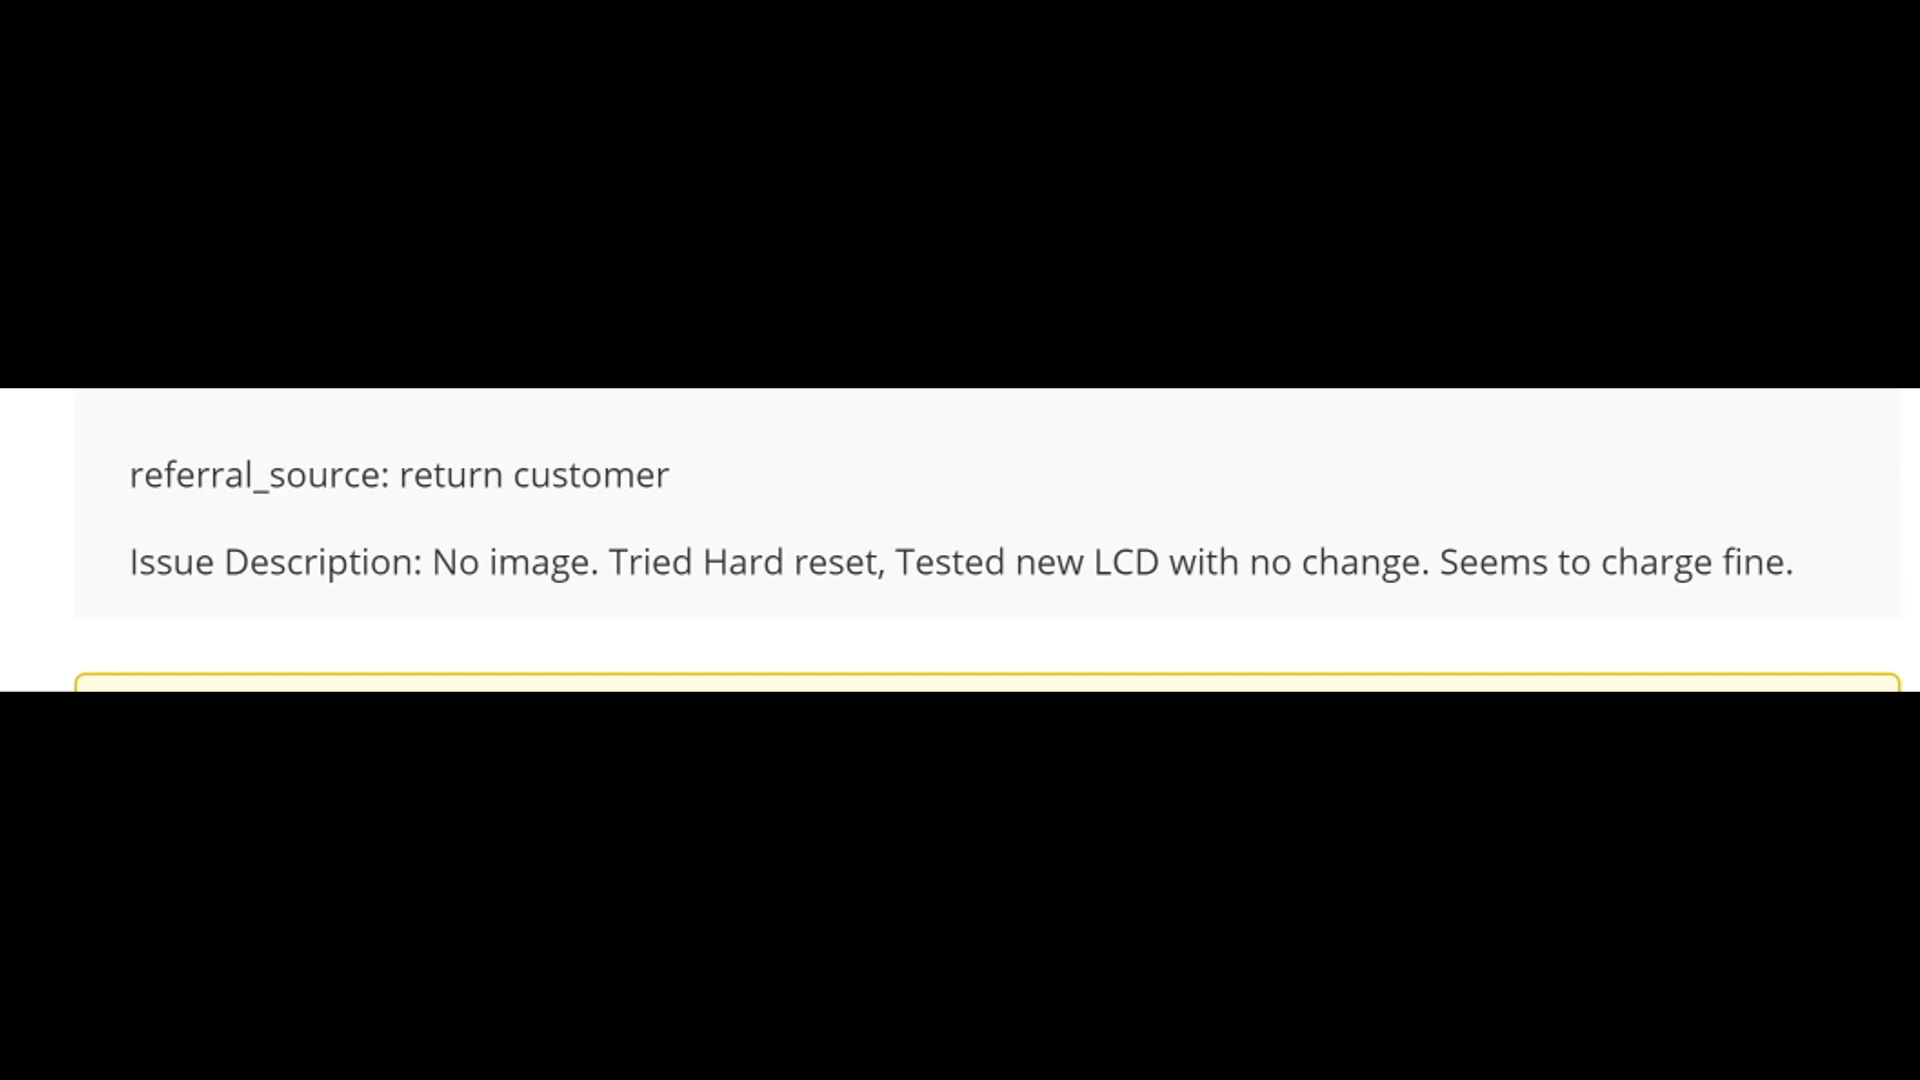 referral_source: return customer
Issue Description: No image. Tried Hard reset, Tested new LCD with no change. Seems to charge fine.